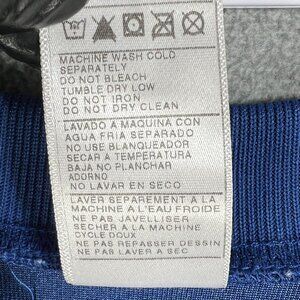 MACHINE WASH COLD
SEPARATELY
DO NOT BLEACH
TUMBLE DRY LOW
DO NOT IRON
DO NOT DRY CLEAN
LAVADO A MAQUINA CON
AGUA FRIA SEPARADO
NO USE BLANQUEADOR
SECAR A TEMPERATURA
BAJA NO PLANCHAR
ADORNO
NO LAVAR EN SECO
LAVER SEPAREMENT A LA
MACHINE A L'EAU FROIDE
NE PAS JAVELLISER
SECHER A LA MACHINE
CYCLE DOUX
NE PAS REPASSER DESSIN
NE PAS LAVER A SEC